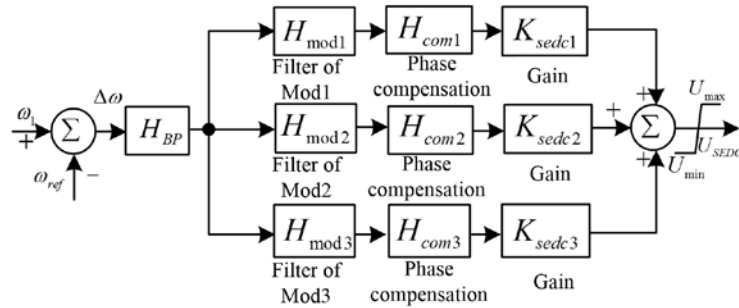 H_mod1 H_com1 K_sedc1
Filter of Mod1
Phase compensation
Gain
+
U_max
ω_1
+
Σ
Δω
H_BP
ω_ref
−
H_mod2 H_com2 K_sedc2
+
Σ
+
U_min
U_SEDC
Filter of Mod2
Phase compensation
Gain
H_mod3 H_com3 K_sedc3
Filter of Mod3
Phase compensation
Gain